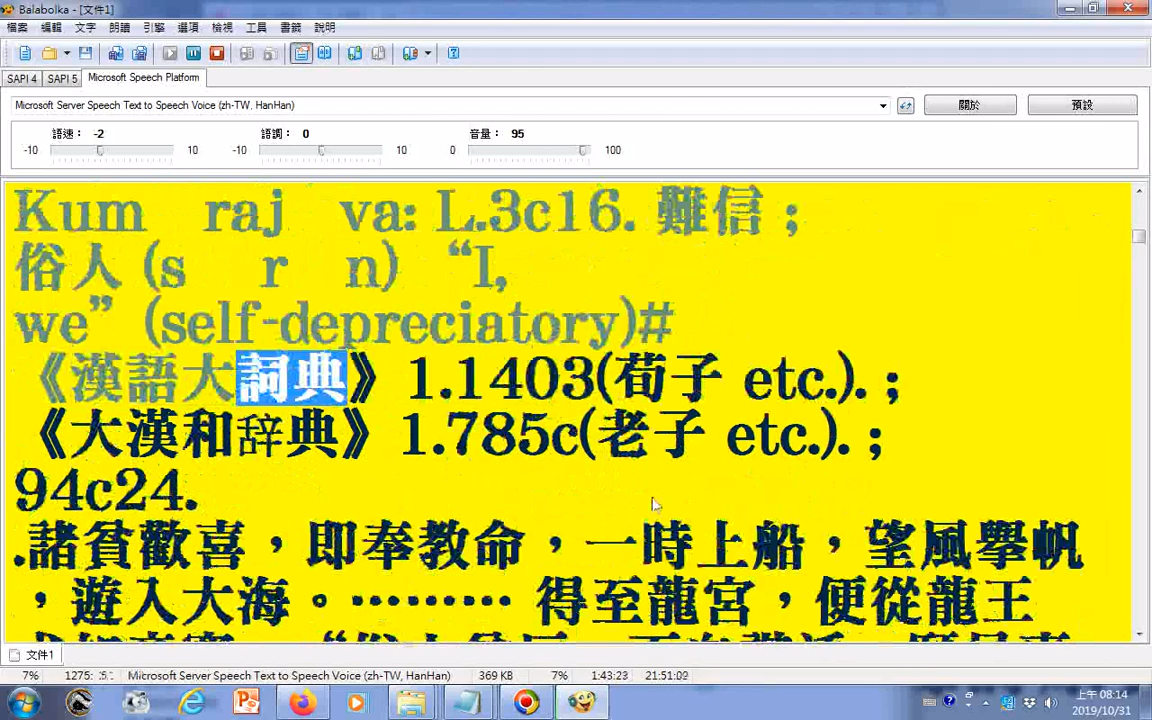 Balabolka - [文件1]
檔案 編輯 文字 朗讀 引擎 選項 檢視 工具 書籤 說明
SAPI 4 SAPI 5 Microsoft Speech Platform
Microsoft Server Speech Text to Speech Voice (zh-TW, HanHan) 關於 預設
語速： -2 語調： 0 音量： 95
-10 10 -10 10 0 100
Kum raj va: L.3c16. 難信；
俗人 (s r n) “I,
we” (self-depreciatory)#
《漢語大詞典》 1.1403(荀子 etc.).；
《大漢和辞典》 1.785c(老子 etc.).；
94c24.
.諸貧歡喜，即奉教命，一時上船，望風舉帆
，遊入大海。……… 得至龍宮，便從龍王
文件1
7% 1275: Microsoft Server Speech Text to Speech Voice (zh-TW, HanHan) 369 KB 7% 1:43:23 21:51:09
上午 08:14
2019/10/31